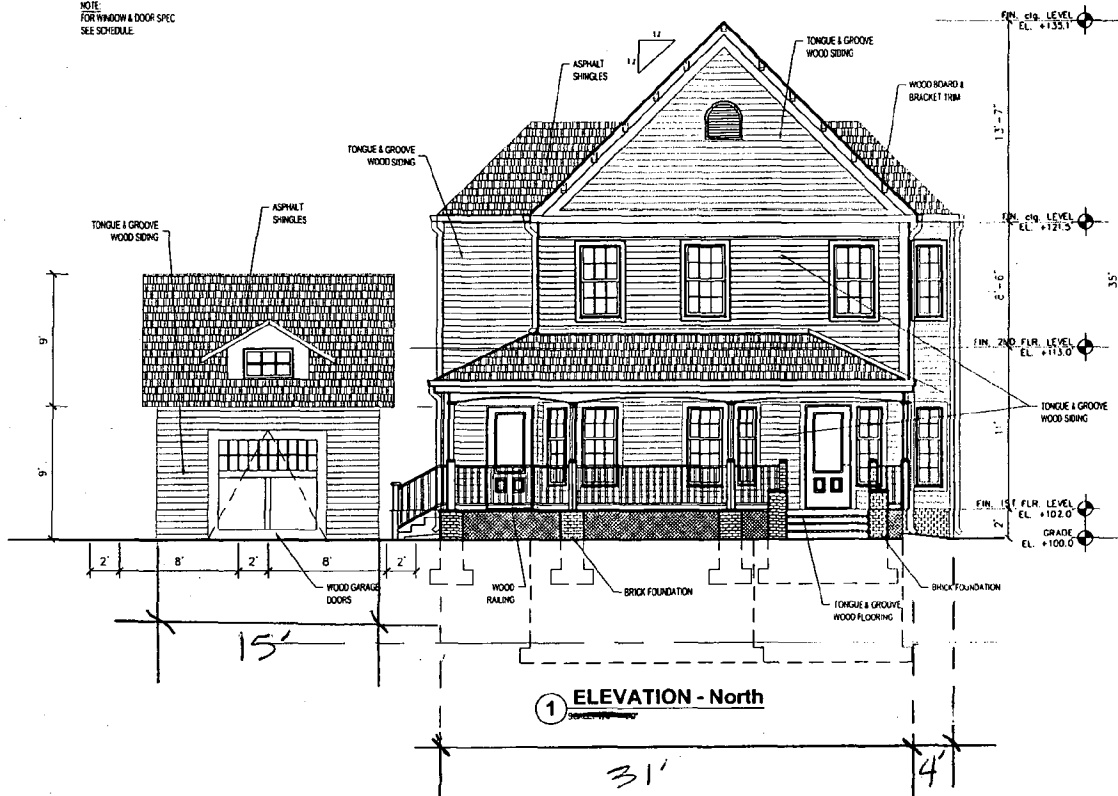 NOTE:
FOR WINDOW & DOOR SPEC
SEE SCHEDULE.
FIN. clg. LEVEL
EL. +135.1
12
12
TONGUE & GROOVE
WOOD SIDING
ASPHALT
SHINGLES
WOOD BOARD &
BRACKET TRIM
13'-7"
TONGUE & GROOVE
WOOD SIDING
ASPHALT
SHINGLES
TONGUE & GROOVE
WOOD SIDING
FIN. clg. LEVEL
EL. +121.5
8'-6"
35'
9'
FIN. 2ND FLR. LEVEL
EL. +113.0
TONGUE & GROOVE
WOOD SIDING
11'
9'
FIN. 1ST FLR. LEVEL
EL. +102.0
2'
GRADE
EL. +100.0
2'
8'
2'
8'
2'
WOOD GARAGE
DOORS
WOOD
RAILING
BRICK FOUNDATION
TONGUE & GROOVE
WOOD FLOORING
BRICK FOUNDATION
15'
1 ELEVATION - North
31'
4'